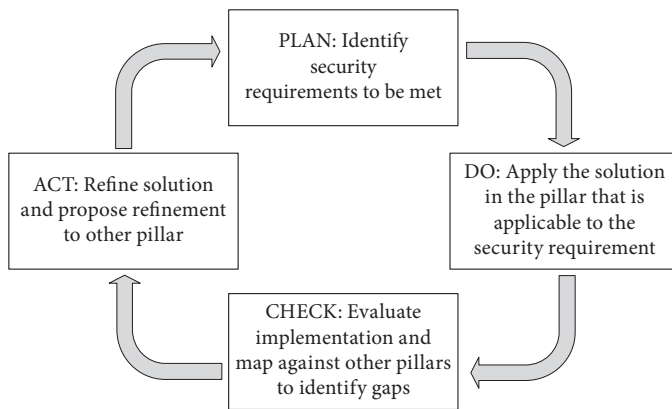 PLAN: Identify
security
requirements to be met
ACT: Refine solution
and propose refinement
to other pillar
DO: Apply the solution
in the pillar that is
applicable to the
security requirement
CHECK: Evaluate
implementation and
map against other pillars
to identify gaps